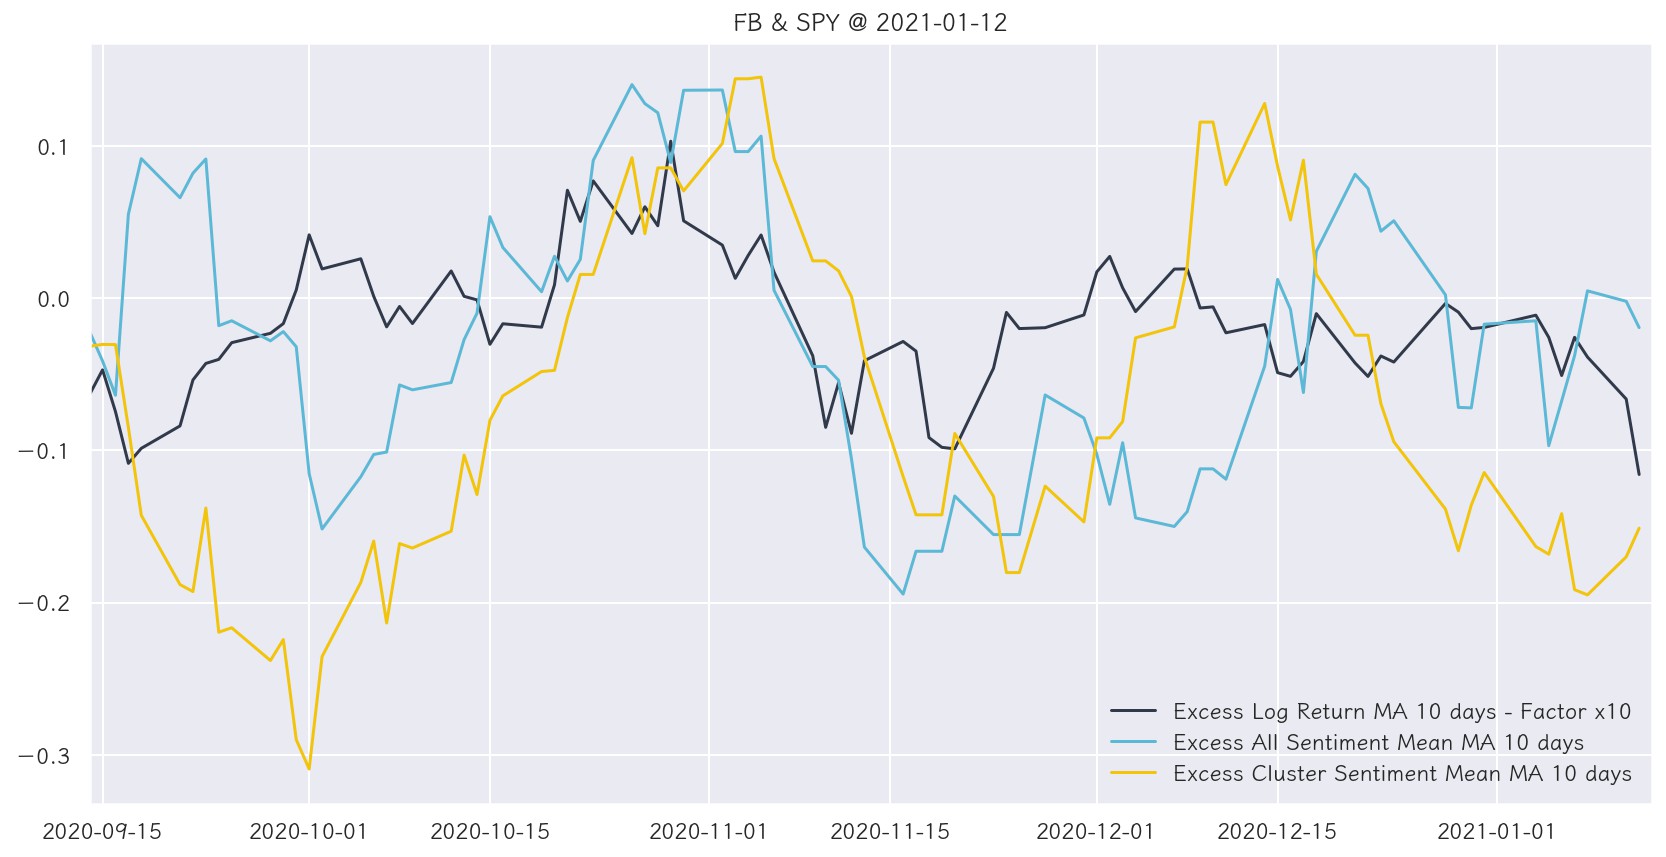 FB & SPY @ 2021-01-12
0.1
0.0
−0.1
−0.2
−0.3
Excess Log Return MA 10 days - Factor x10
Excess All Sentiment Mean MA 10 days
Excess Cluster Sentiment Mean MA 10 days
2020-09-15 2020-10-01 2020-10-15 2020-11-01 2020-11-15 2020-12-01 2020-12-15 2021-01-01